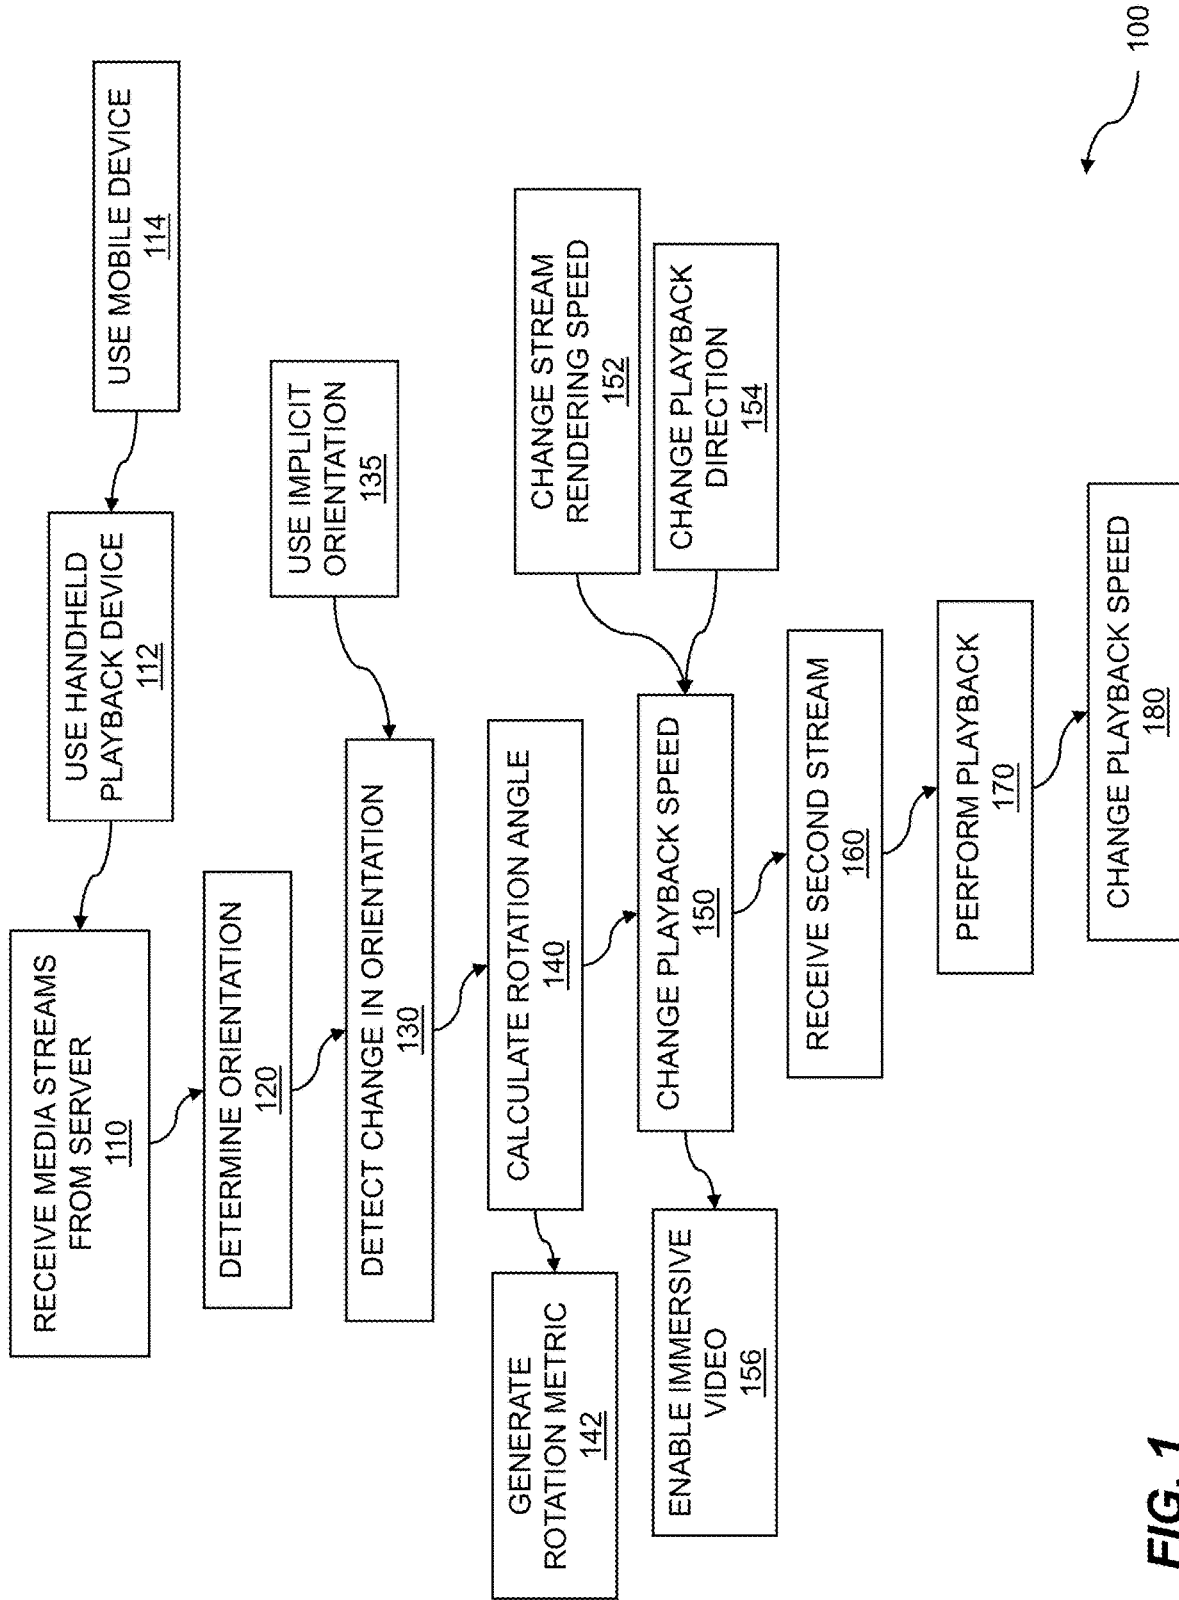 USE MOBILE DEVICE
114
USE HANDHELD
PLAYBACK DEVICE
112
RECEIVE MEDIA STREAMS
FROM SERVER
110
DETERMINE ORIENTATION
120
USE IMPLICIT
ORIENTATION
135
DETECT CHANGE IN ORIENTATION
130
CALCULATE ROTATION ANGLE
140
GENERATE
ROTATION METRIC
142
CHANGE STREAM
RENDERING SPEED
152
CHANGE PLAYBACK
DIRECTION
154
CHANGE PLAYBACK SPEED
150
ENABLE IMMERSIVE
VIDEO
156
RECEIVE SECOND STREAM
160
PERFORM PLAYBACK
170
CHANGE PLAYBACK SPEED
180
100
FIG. 1